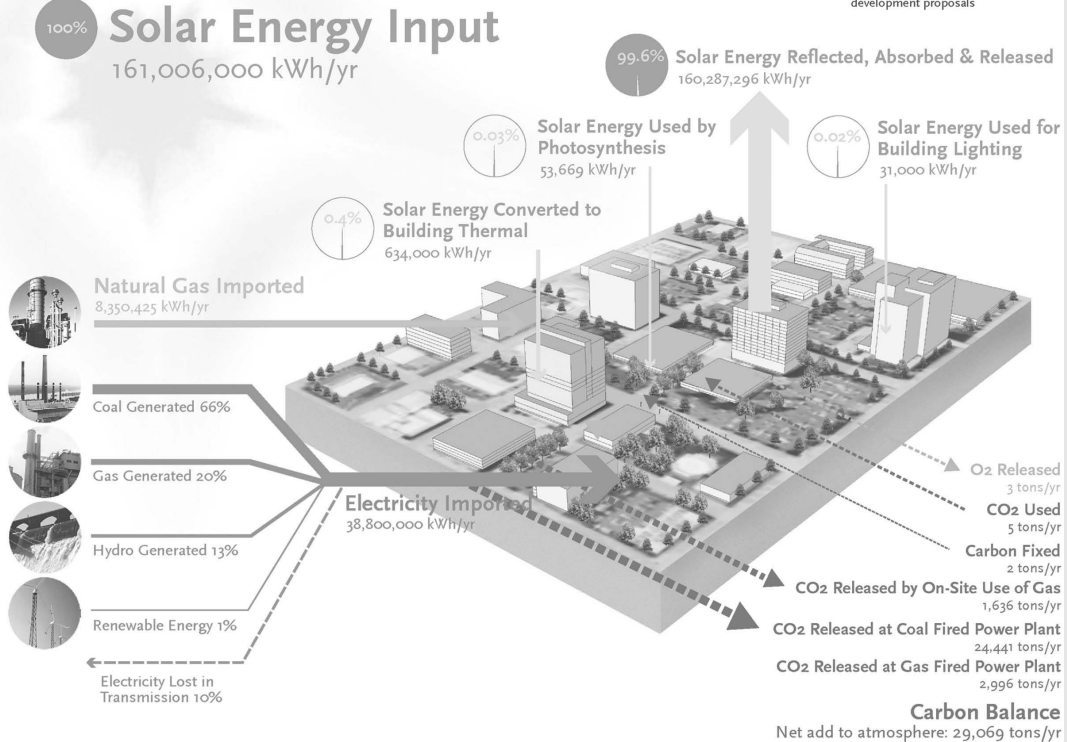 development proposals
100%
Solar Energy Input
161,006,000 kWh/yr
99.6%
Solar Energy Reflected, Absorbed & Released
160,287,296 kWh/yr
0.03%
Solar Energy Used by
Photosynthesis
53,669 kWh/yr
0.02%
Solar Energy Used for
Building Lighting
31,000 kWh/yr
0.4%
Solar Energy Converted to
Building Thermal
634,000 kWh/yr
Natural Gas Imported
8,350,425 kWh/yr
Coal Generated 66%
Gas Generated 20%
Electricity Imported
38,800,000 kWh/yr
Hydro Generated 13%
Renewable Energy 1%
Electricity Lost in
Transmission 10%
O2 Released
3 tons/yr
CO2 Used
5 tons/yr
Carbon Fixed
2 tons/yr
CO2 Released by On-Site Use of Gas
1,636 tons/yr
CO2 Released at Coal Fired Power Plant
24,441 tons/yr
CO2 Released at Gas Fired Power Plant
2,996 tons/yr
Carbon Balance
Net add to atmosphere: 29,069 tons/yr